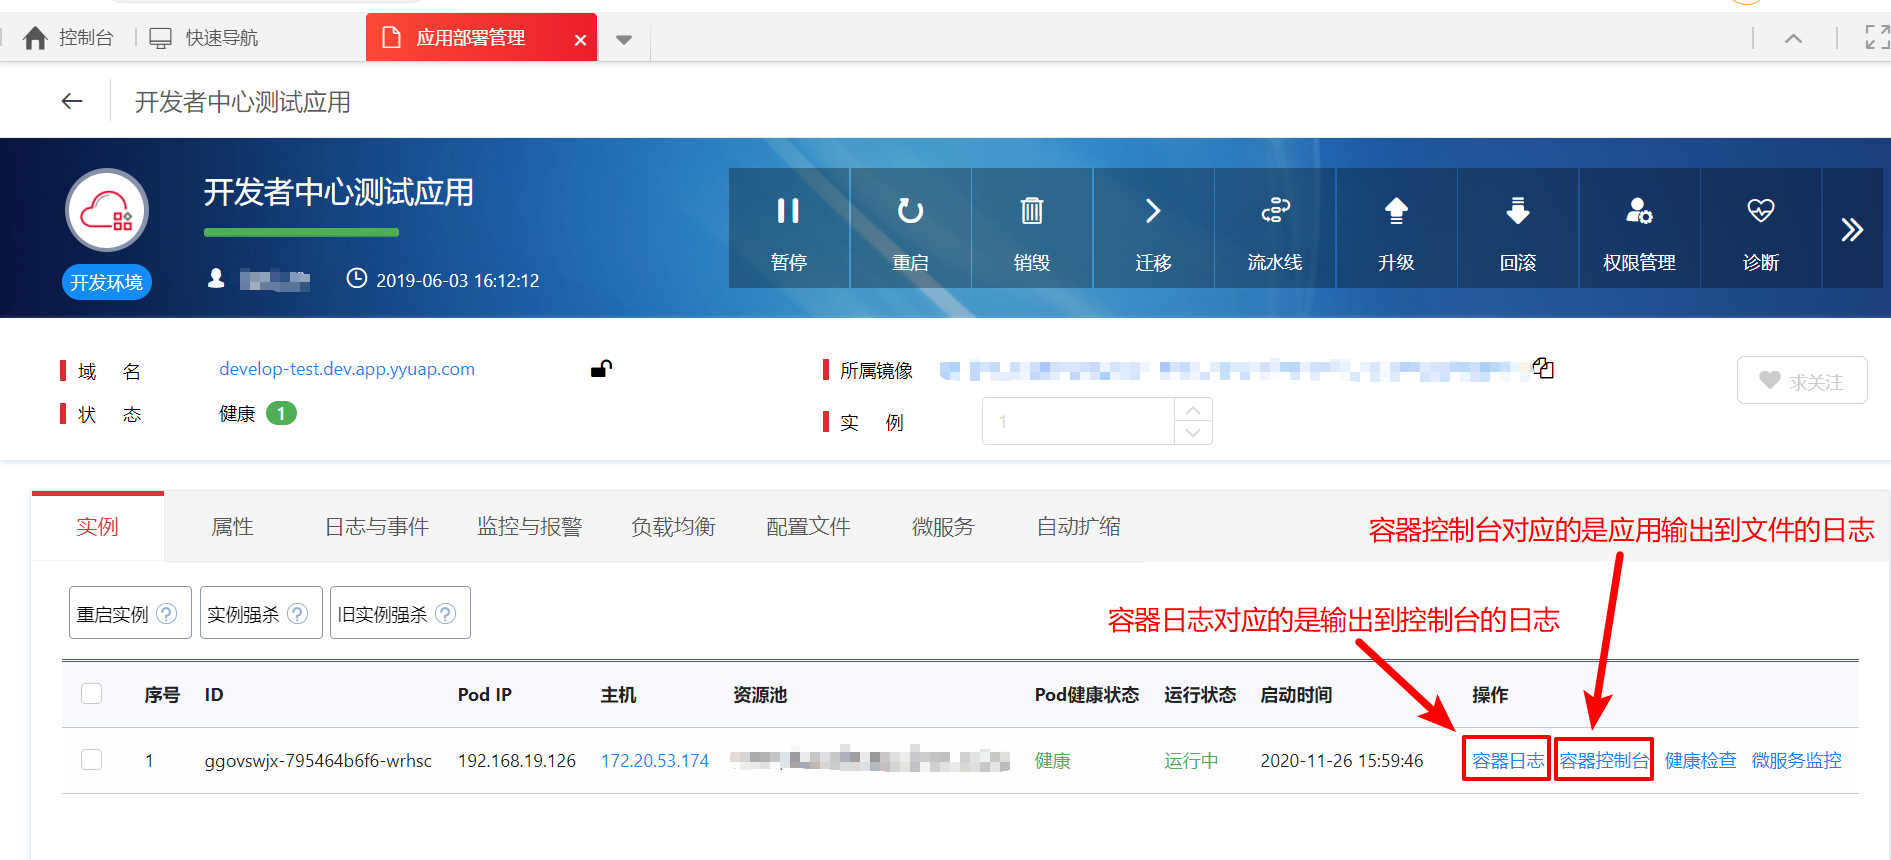 控制台
快速导航
应用部署管理
开发者中心测试应用
开发者中心测试应用
开发环境
2019-06-03 16:12:12
暂停
重启
销毁
迁移
流水线
升级
回滚
权限管理
诊断
域 名
develop-test.dev.app.yyuap.com
所属镜像
求关注
状 态
健康 1
实 例
1
实例
属性
日志与事件
监控与报警
负载均衡
配置文件
微服务
自动扩缩
容器控制台对应的是应用输出到文件的日志
重启实例 ?
实例强杀 ?
旧实例强杀 ?
容器日志对应的是输出到控制台的日志
序号 ID Pod IP 主机 资源池 Pod健康状态 运行状态 启动时间 操作
1 ggovswjx-795464b6f6-wrhsc 192.168.19.126 172.20.53.174 健康 运行中 2020-11-26 15:59:46 容器日志 容器控制台 健康检查 微服务监控